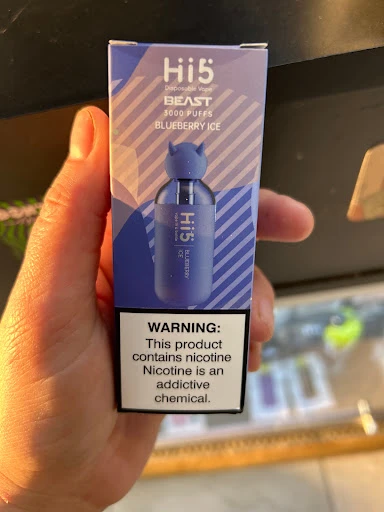 Hi5
Disposable Vape
BEAST
3000 PUFFS
BLUEBERRY ICE
Hi5
BLUEBERRY
ICE
WARNING:
This product
contains nicotine
Nicotine is an
addictive
chemical.